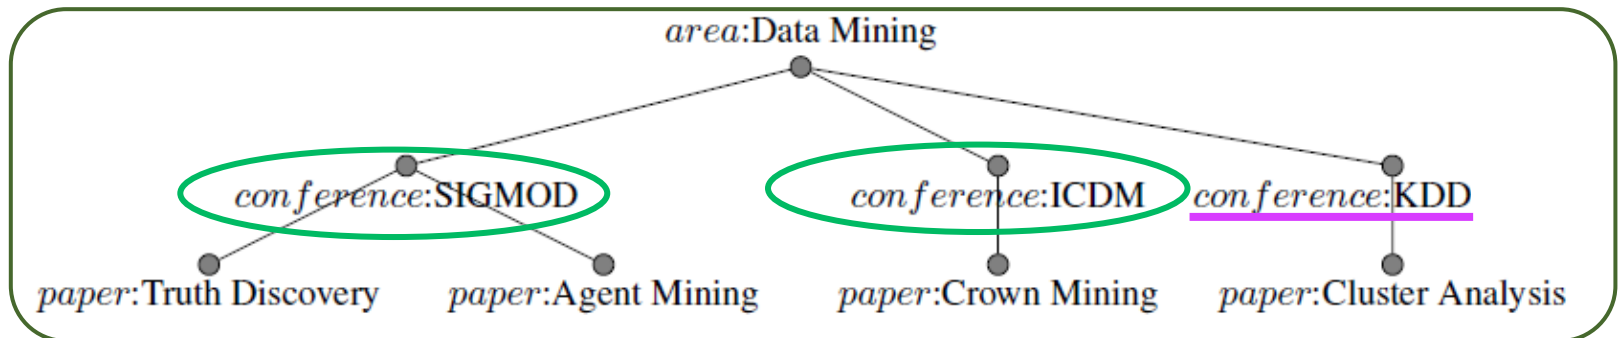 area:Data Mining
conference:SIGMOD
conference:ICDM
conference:KDD
paper:Truth Discovery
paper:Agent Mining
paper:Crown Mining
paper:Cluster Analysis